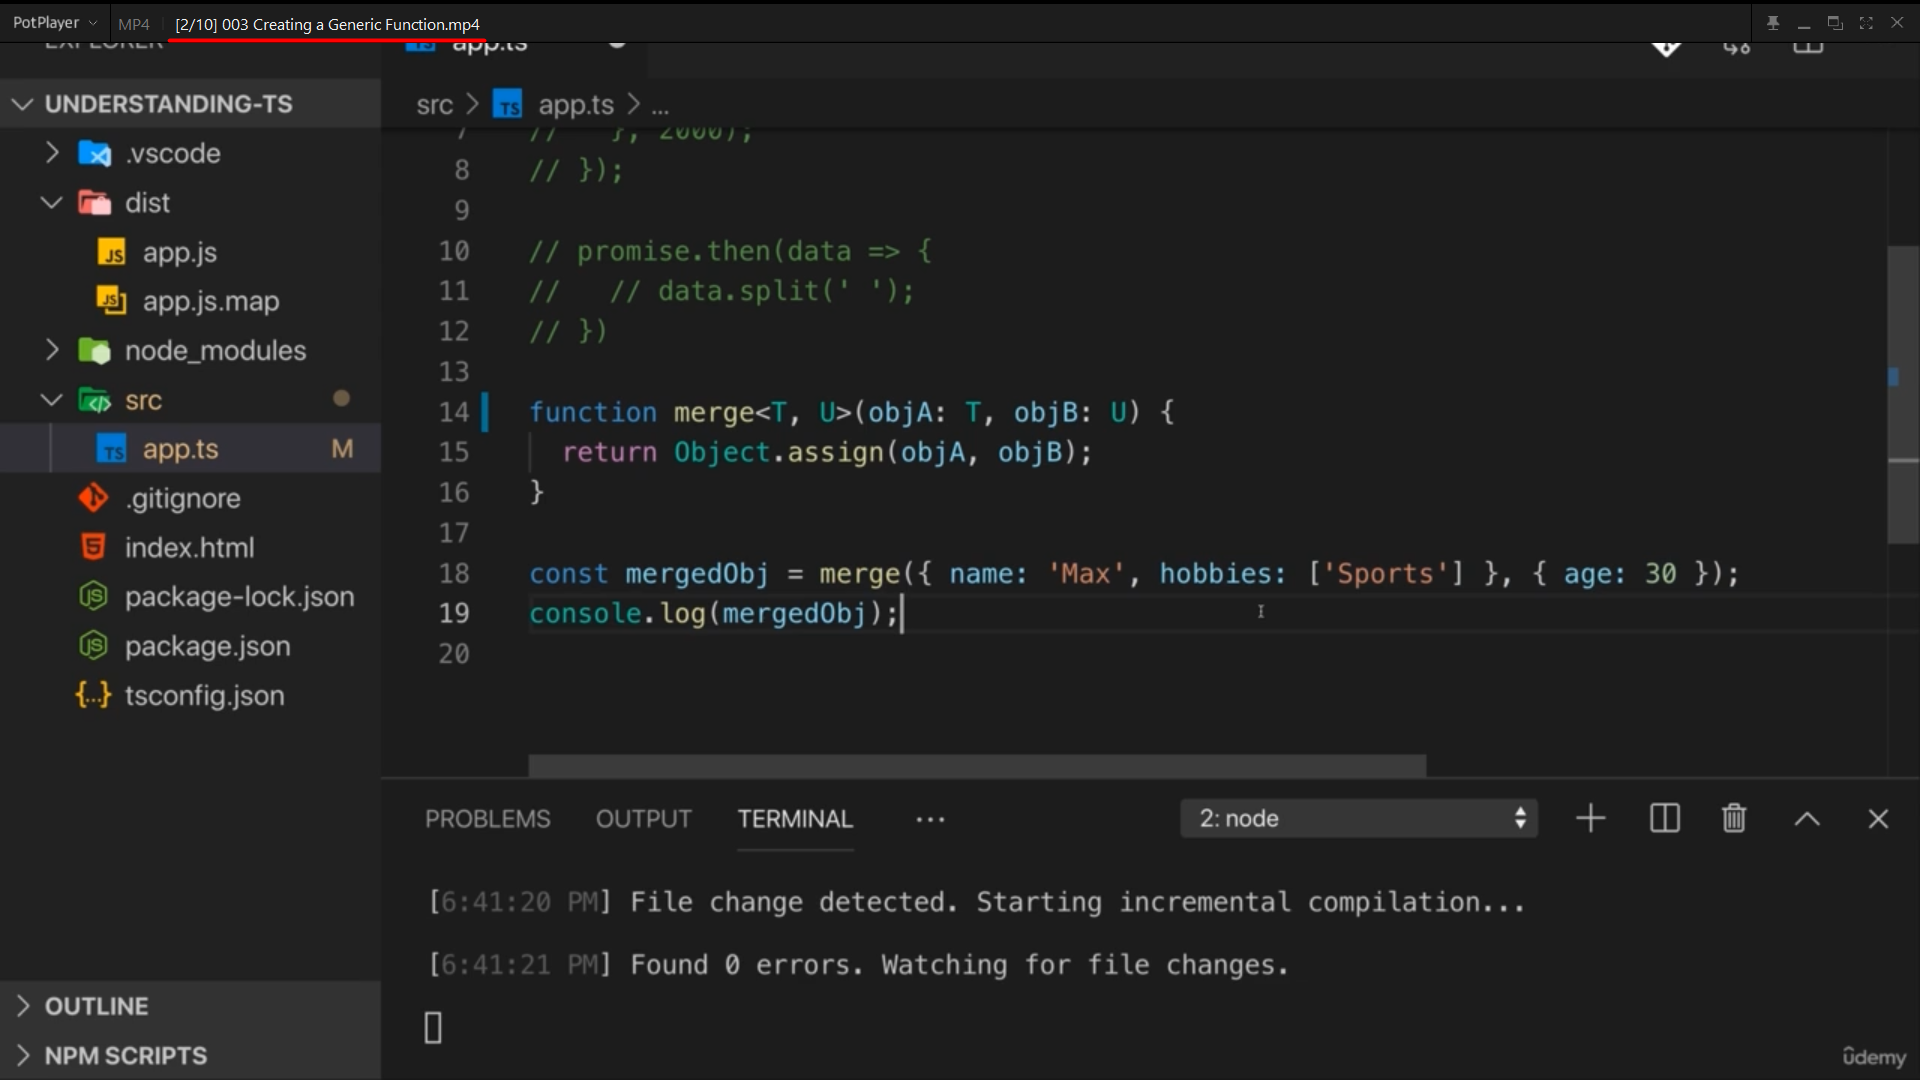 PotPlayer MP4 [2/10] 003 Creating a Generic Function.mp4
EXPLORER
app.ts
UNDERSTANDING-TS
.vscode
dist
app.js
app.js.map
node_modules
src
app.ts M
.gitignore
index.html
package-lock.json
package.json
tsconfig.json
OUTLINE
NPM SCRIPTS
src > TS app.ts > ...
7 //   }, 2000);
8 // });
9
10 // promise.then(data => {
11 //   // data.split(' ');
12 // })
13
14 function merge<T, U>(objA: T, objB: U) {
15   return Object.assign(objA, objB);
16 }
17
18 const mergedObj = merge({ name: 'Max', hobbies: ['Sports'] }, { age: 30 });
19 console.log(mergedObj);
20
PROBLEMS OUTPUT TERMINAL ... 2: node
[6:41:20 PM] File change detected. Starting incremental compilation...
[6:41:21 PM] Found 0 errors. Watching for file changes.
ûdemy